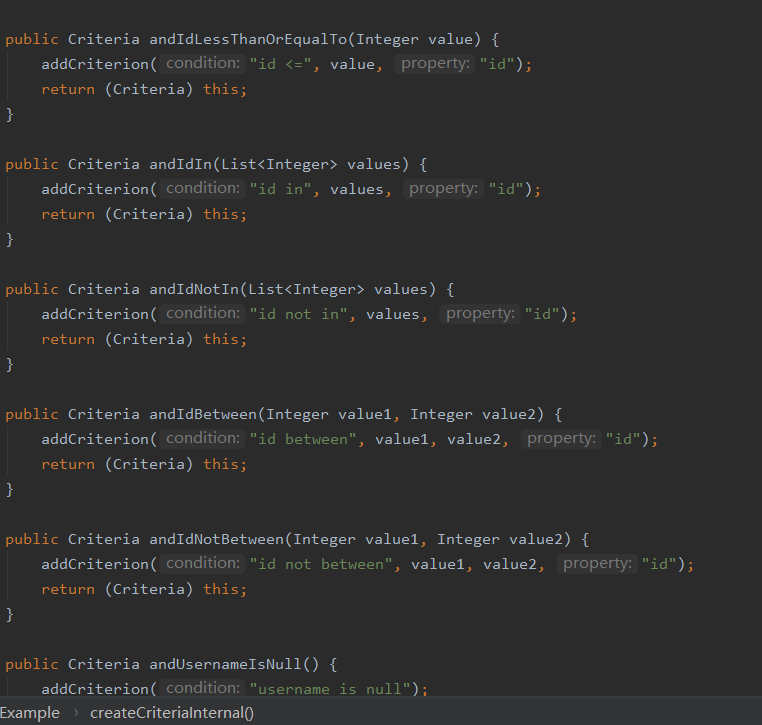 public Criteria andIdLessThanOrEqualTo(Integer value) {
    addCriterion( condition: "id <=", value, property: "id");
    return (Criteria) this;
}
public Criteria andIdIn(List<Integer> values) {
    addCriterion( condition: "id in", values, property: "id");
    return (Criteria) this;
}
public Criteria andIdNotIn(List<Integer> values) {
    addCriterion( condition: "id not in", values, property: "id");
    return (Criteria) this;
}
public Criteria andIdBetween(Integer value1, Integer value2) {
    addCriterion( condition: "id between", value1, value2, property: "id");
    return (Criteria) this;
}
public Criteria andIdNotBetween(Integer value1, Integer value2) {
    addCriterion( condition: "id not between", value1, value2, property: "id");
    return (Criteria) this;
}
public Criteria andUsernameIsNull() {
    addCriterion( condition: "username is null");
Example › createCriteriaInternal()